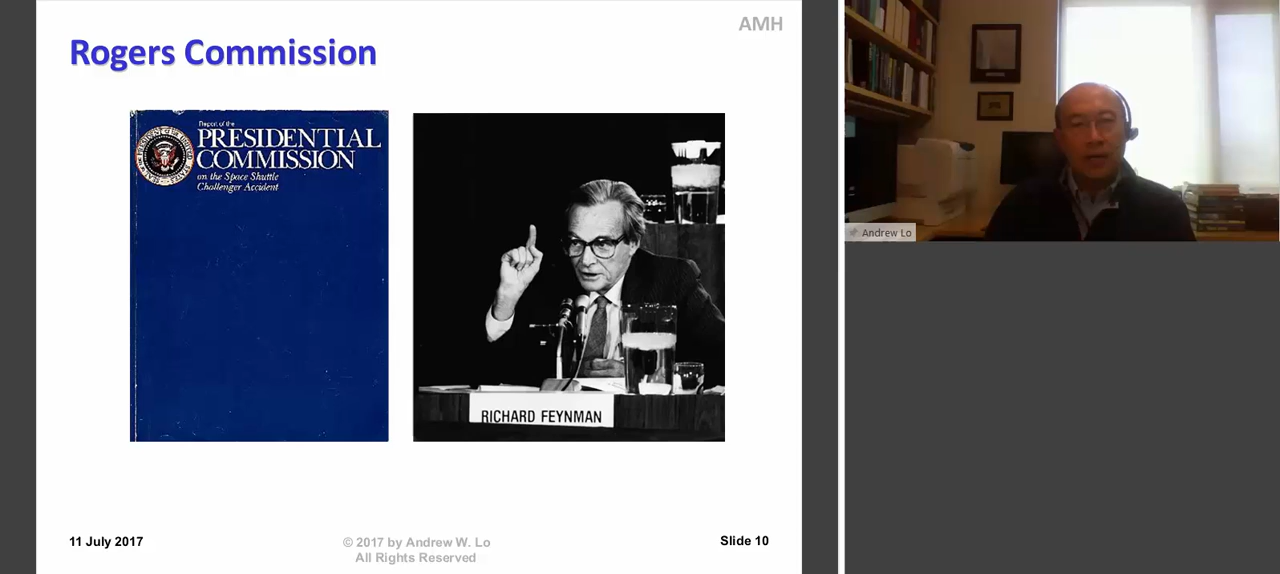 AMH
Rogers Commission
Report of the
PRESIDENTIAL
COMMISSION
on the Space Shuttle
Challenger Accident
RICHARD FEYNMAN
11 July 2017
© 2017 by Andrew W. Lo
All Rights Reserved
Slide 10
Andrew Lo